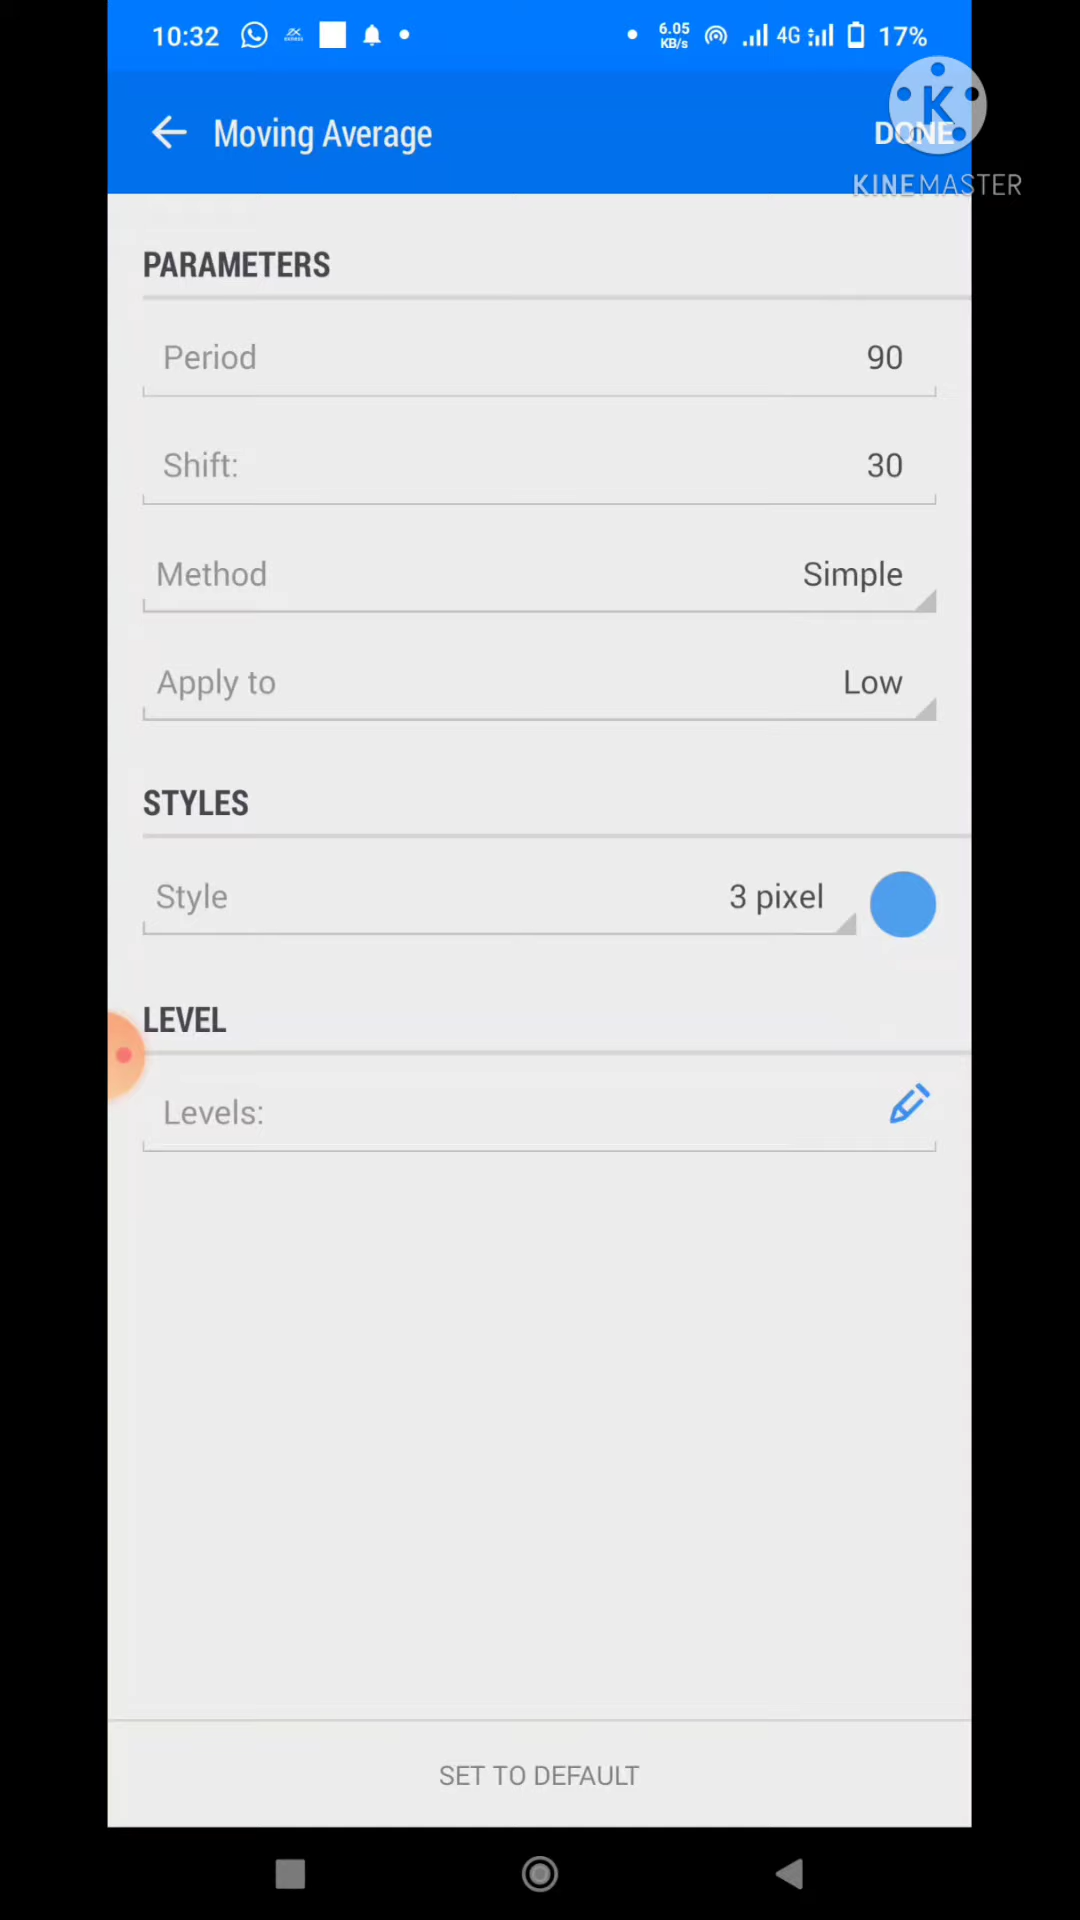 10:32 6.05 KB/s 4G 17%
Moving Average DONE
KINEMASTER
PARAMETERS
Period 90
Shift: 30
Method Simple
Apply to Low
STYLES
Style 3 pixel
LEVEL
Levels:
SET TO DEFAULT